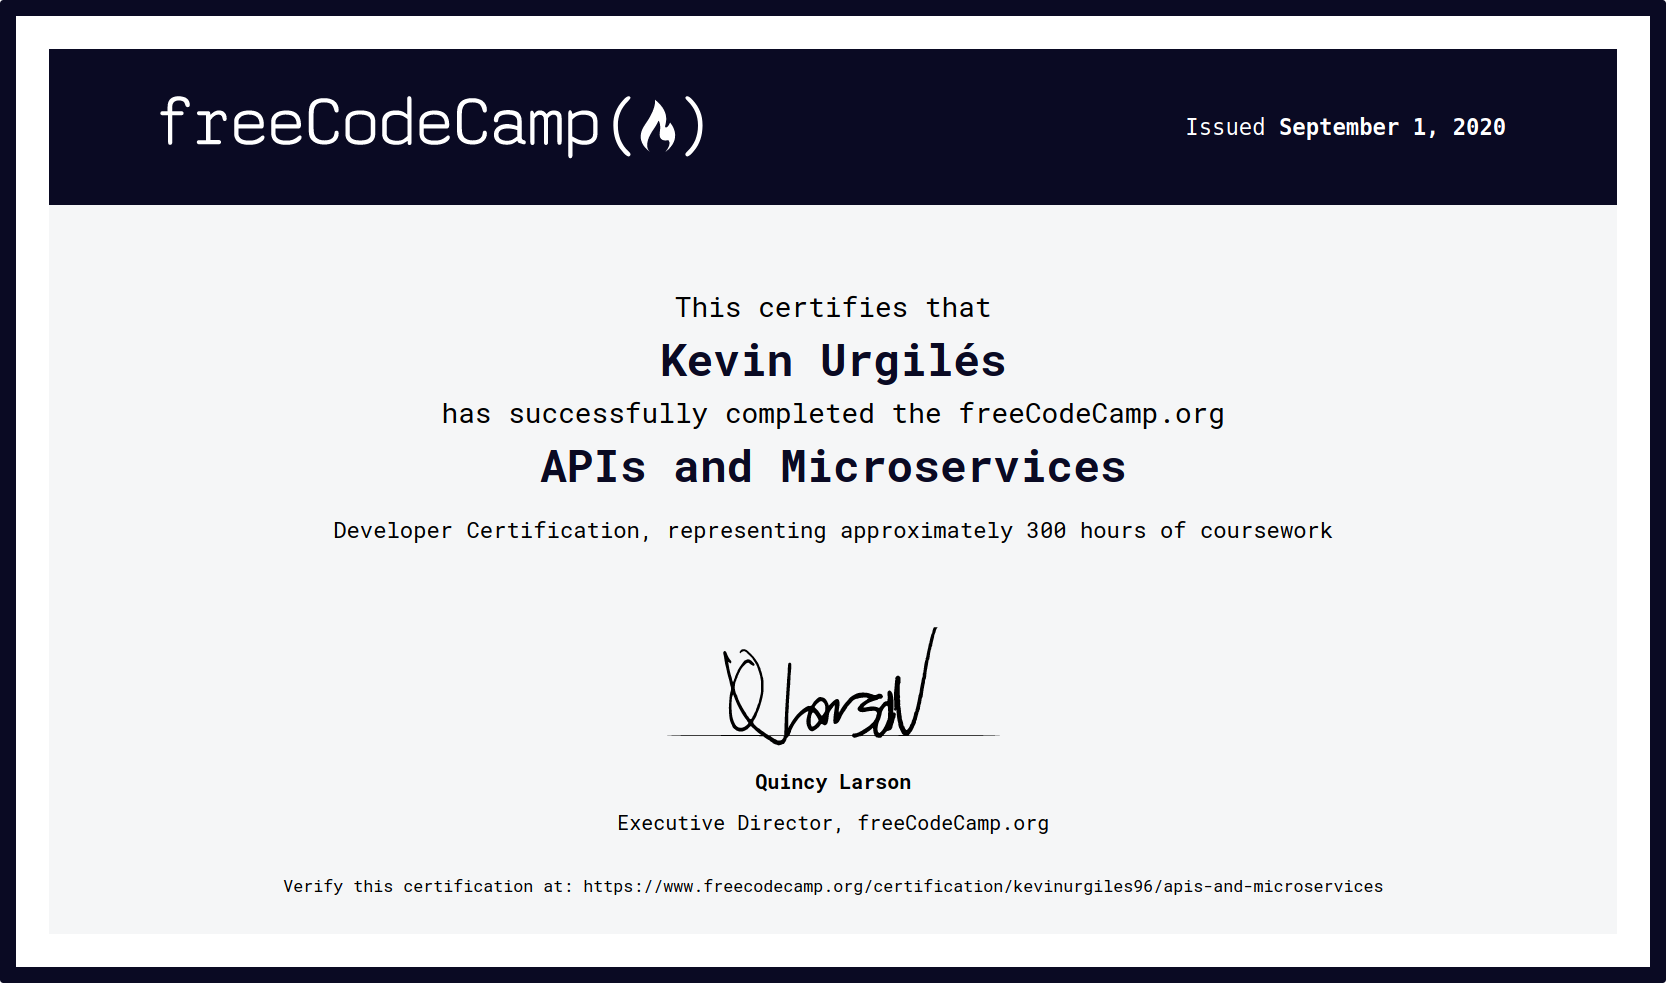 freeCodeCamp(🔥)
Issued September 1, 2020
This certifies that
Kevin Urgilés
has successfully completed the freeCodeCamp.org
APIs and Microservices
Developer Certification, representing approximately 300 hours of coursework
Q Larson
Quincy Larson
Executive Director, freeCodeCamp.org
Verify this certification at: https://www.freecodecamp.org/certification/kevinurgiles96/apis-and-microservices